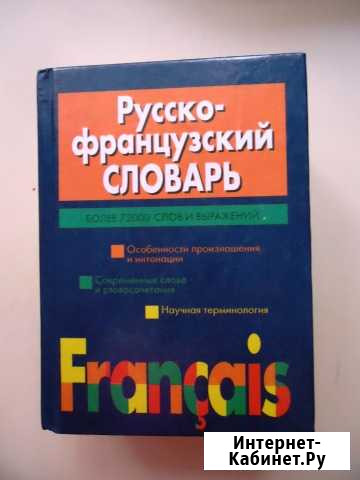 Русско-
французский
СЛОВАРЬ
БОЛЕЕ 72000 СЛОВ И ВЫРАЖЕНИЙ
Особенности произношения
и интонации
Современные слова
и словосочетания
Научная терминология
Français
Интернет-
Кабинет.Ру